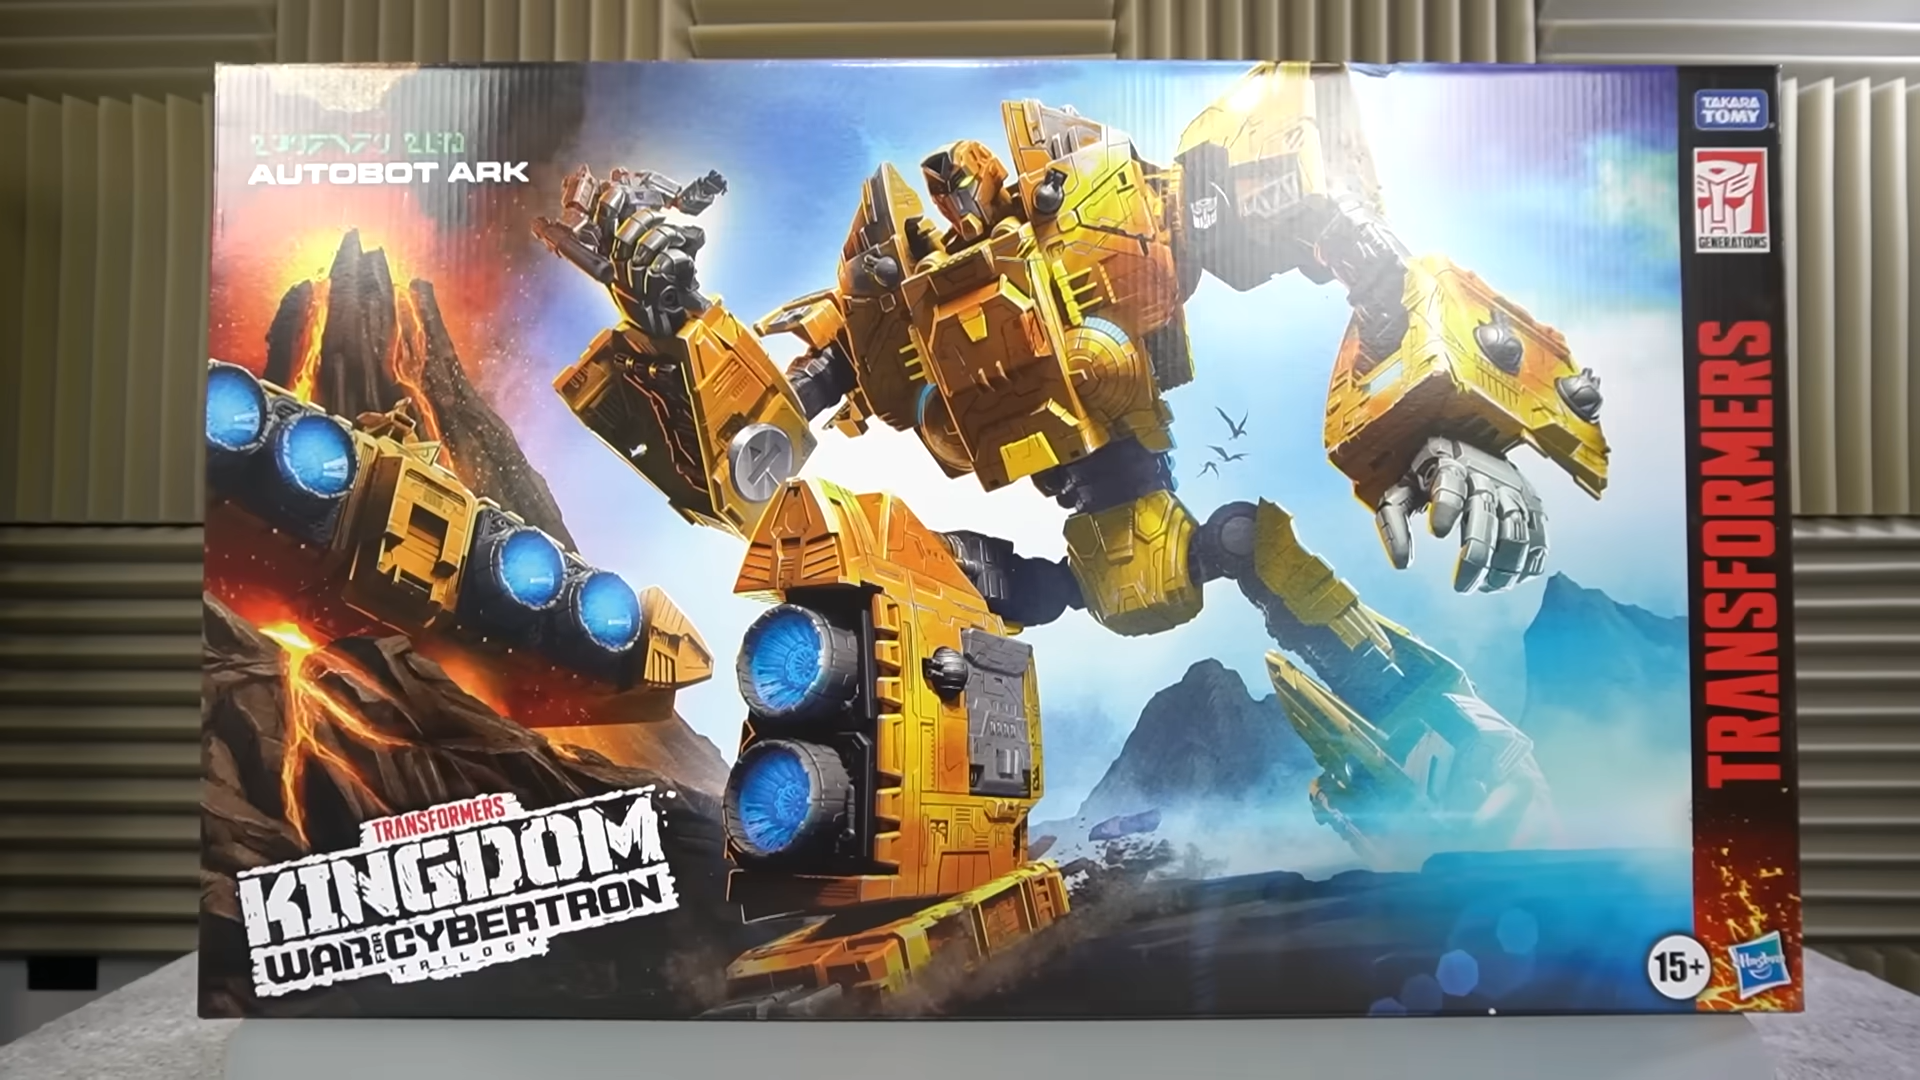 AUTOBOT ARK
TAKARA
TOMY
GENERATIONS
TRANSFORMERS
TRANSFORMERS
KINGDOM
WAR FOR CYBERTRON
TRILOGY
15+
Hasbro